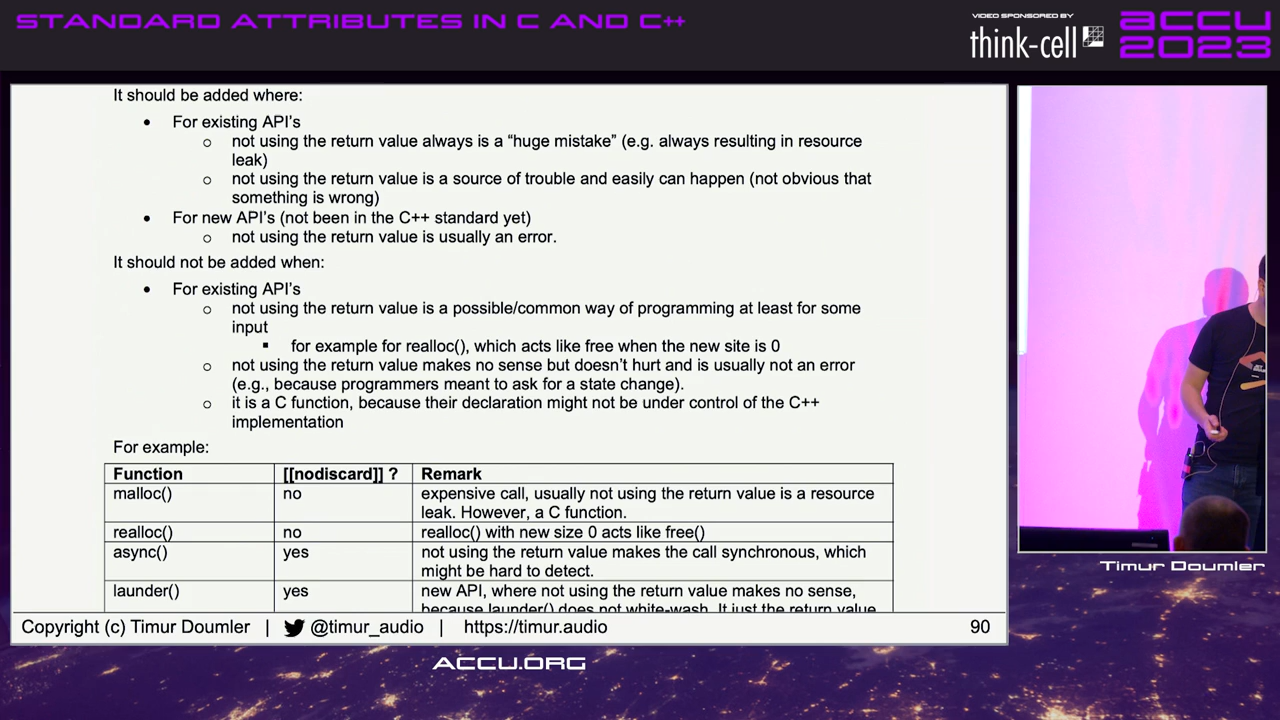 STANDARD ATTRIBUTES IN C AND C++
VIDEO SPONSORED BY
think-cell
ACCU
2023
It should be added where:
• For existing API's
o not using the return value always is a “huge mistake” (e.g. always resulting in resource
leak)
o not using the return value is a source of trouble and easily can happen (not obvious that
something is wrong)
• For new API's (not been in the C++ standard yet)
o not using the return value is usually an error.
It should not be added when:
• For existing API's
o not using the return value is a possible/common way of programming at least for some
input
▪ for example for realloc(), which acts like free when the new site is 0
o not using the return value makes no sense but doesn't hurt and is usually not an error
(e.g., because programmers meant to ask for a state change).
o it is a C function, because their declaration might not be under control of the C++
implementation
For example:
Function [[nodiscard]] ? Remark
malloc() no expensive call, usually not using the return value is a resource
leak. However, a C function.
realloc() no realloc() with new size 0 acts like free()
async() yes not using the return value makes the call synchronous, which
might be hard to detect.
launder() yes new API, where not using the return value makes no sense,
because launder() does not white-wash. It just the return value
Copyright (c) Timur Doumler | @timur_audio | https://timur.audio 90
Timur Doumler
ACCU.ORG